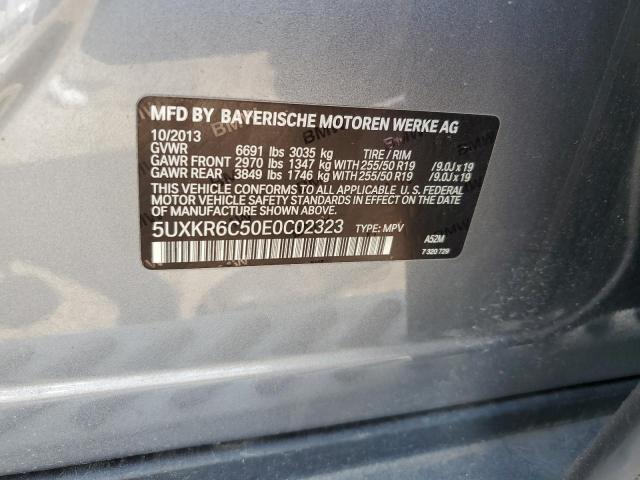 MFD BY BAYERISCHE MOTOREN WERKE AG
10/2013
GVWR 6691 lbs 3035 kg TIRE / RIM
GAWR FRONT 2970 lbs 1347 kg WITH 255/50 R19 / 9.0J x 19
GAWR REAR 3849 lbs 1746 kg WITH 255/50 R19 / 9.0J x 19
THIS VEHICLE CONFORMS TO ALL APPLICABLE U. S. FEDERAL
MOTOR VEHICLE SAFETY STANDARDS IN EFFECT ON THE DATE OF
MANUFACTURE SHOWN ABOVE.
5UXKR6C50E0C02323 TYPE: MPV A52M
7 320 729